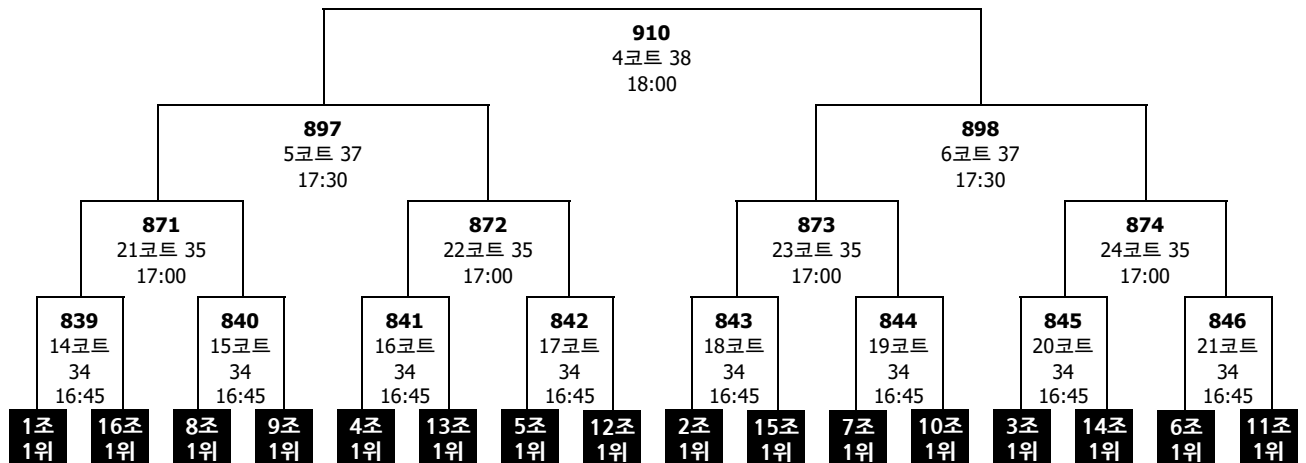 910
4코트 38
18:00
897
5코트 37
17:30
898
6코트 37
17:30
871
21코트 35
17:00
872
22코트 35
17:00
873
23코트 35
17:00
874
24코트 35
17:00
839
14코트
34
16:45
840
15코트
34
16:45
841
16코트
34
16:45
842
17코트
34
16:45
843
18코트
34
16:45
844
19코트
34
16:45
845
20코트
34
16:45
846
21코트
34
16:45
1조
1위
16조
1위
8조
1위
9조
1위
4조
1위
13조
1위
5조
1위
12조
1위
2조
1위
15조
1위
7조
1위
10조
1위
3조
1위
14조
1위
6조
1위
11조
1위